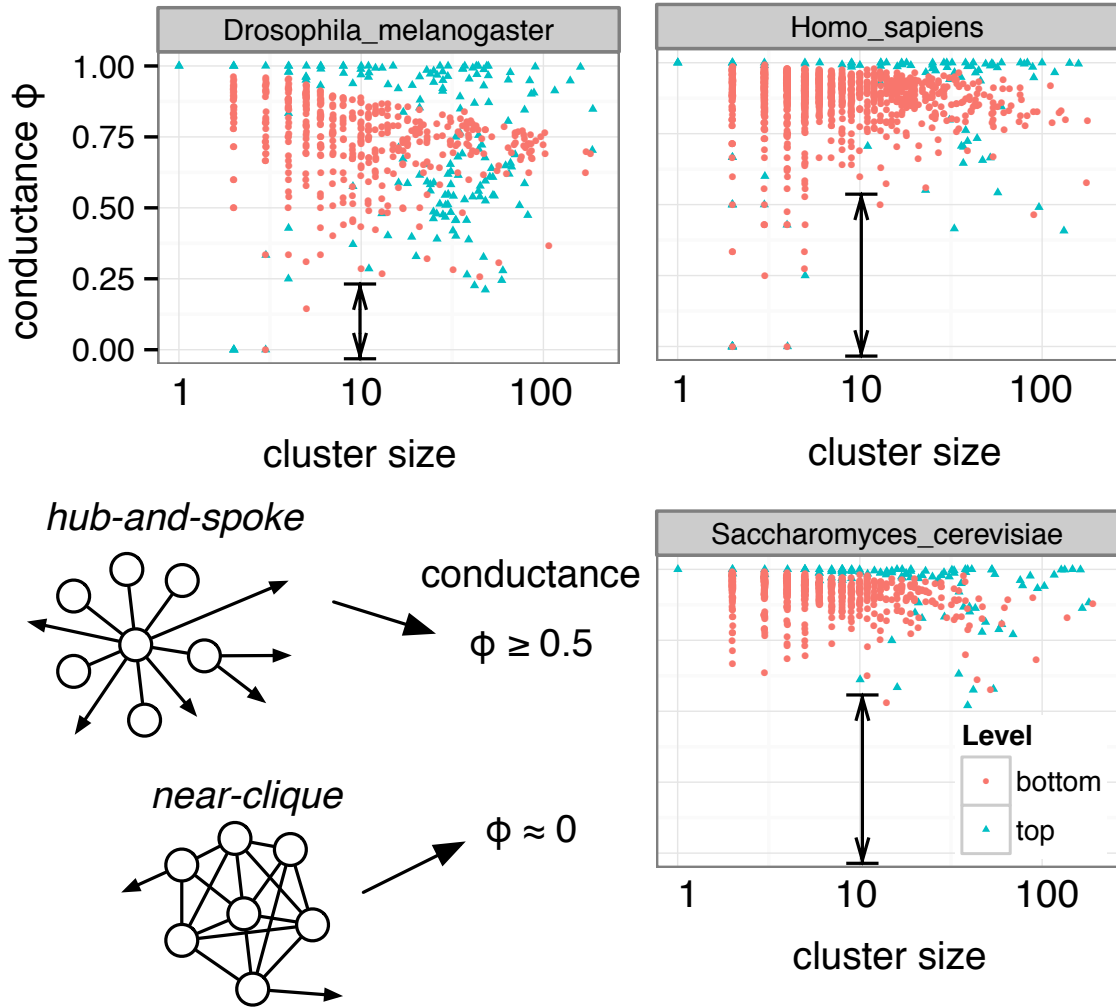 Drosophila_melanogaster
Homo_sapiens
conductance ϕ
1.00
0.75
0.50
0.25
0.00
1 10 100
1 10 100
cluster size
cluster size
hub-and-spoke
conductance
ϕ ≥ 0.5
near-clique
ϕ ≈ 0
Saccharomyces_cerevisiae
Level
bottom
top
1 10 100
cluster size